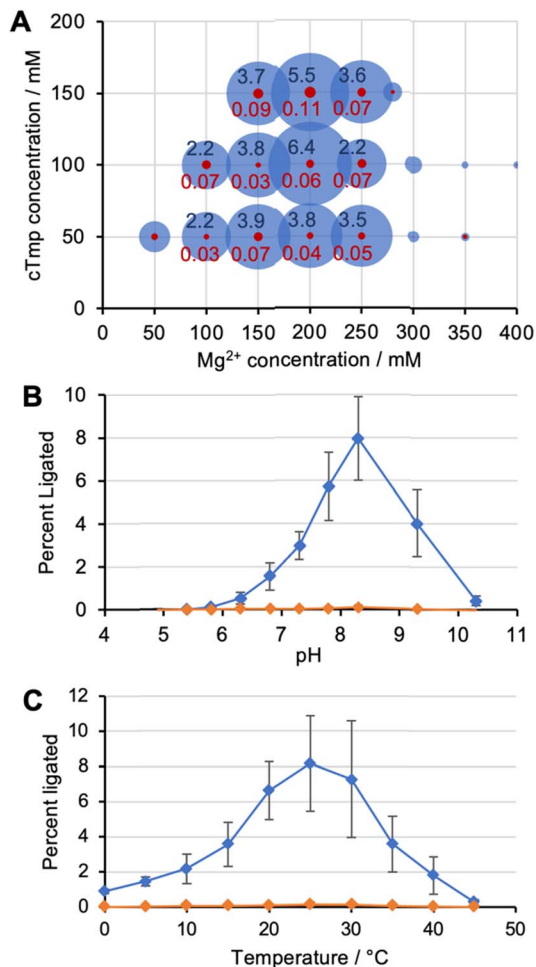 A
200
150
100
50
0
cTmp concentration / mM
3.7 5.5 3.6
0.09 0.11 0.07
2.2 3.8 6.4 2.2
0.07 0.03 0.06 0.07
2.2 3.9 3.8 3.5
0.03 0.07 0.04 0.05
0 50 100 150 200 250 300 350 400
Mg²⁺ concentration / mM
B
10
8
6
4
2
0
Percent Ligated
4 5 6 7 8 9 10 11
pH
C
12
10
8
6
4
2
0
Percent ligated
0 10 20 30 40 50
Temperature / °C